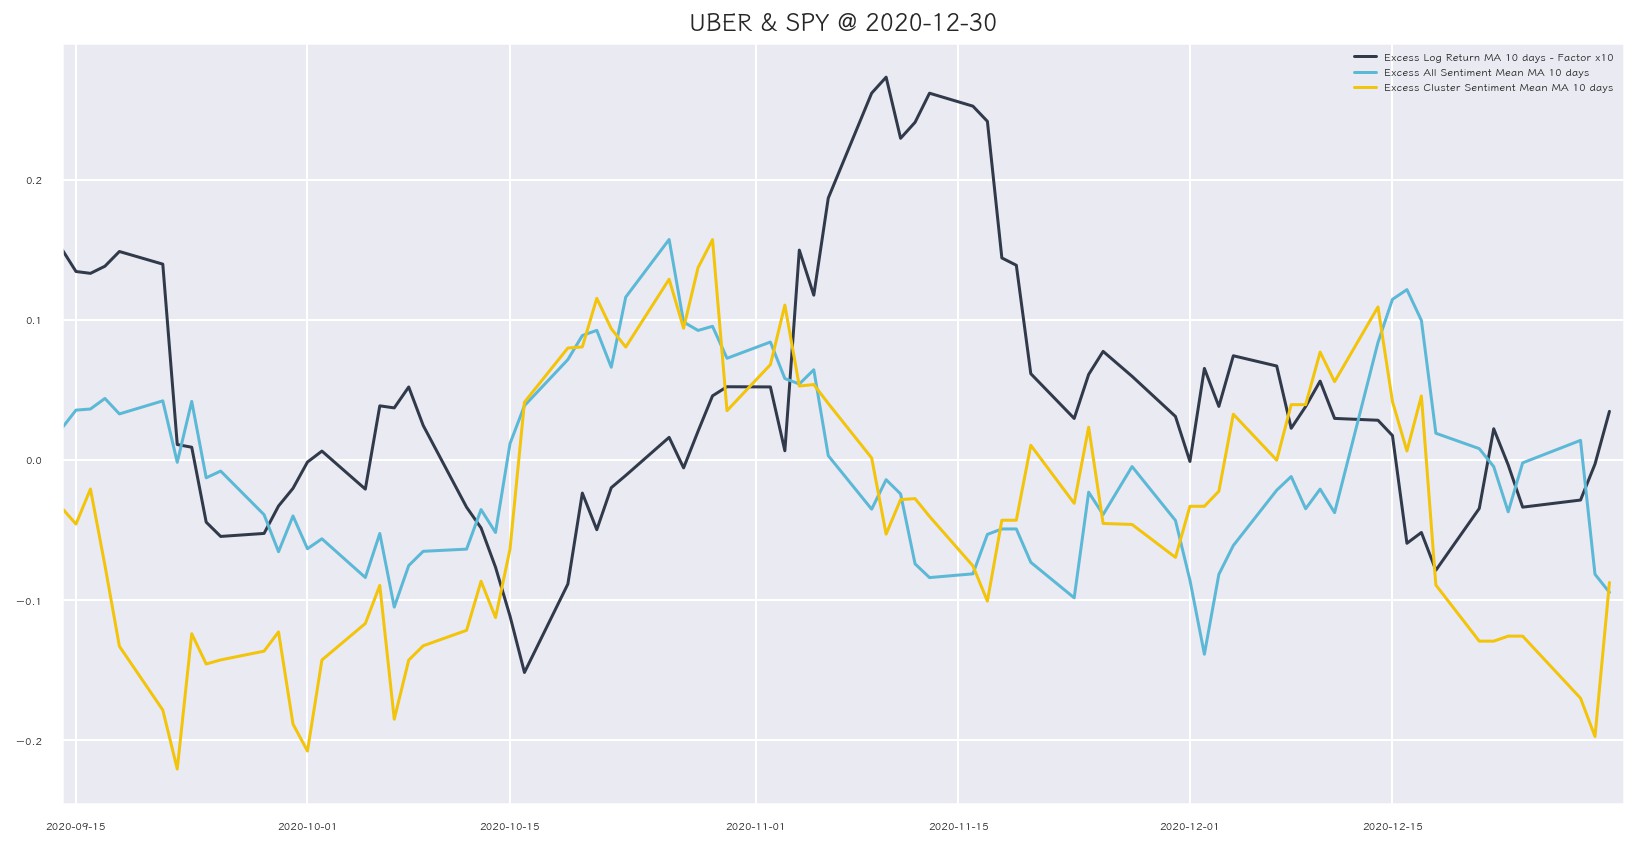 UBER & SPY @ 2020-12-30
Excess Log Return MA 10 days - Factor x10
Excess All Sentiment Mean MA 10 days
Excess Cluster Sentiment Mean MA 10 days
0.2
0.1
0.0
−0.1
−0.2
2020-09-15 2020-10-01 2020-10-15 2020-11-01 2020-11-15 2020-12-01 2020-12-15